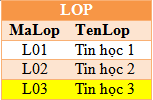 LOP
MaLop TenLop
L01 Tin học 1
L02 Tin học 2
L03 Tin học 3